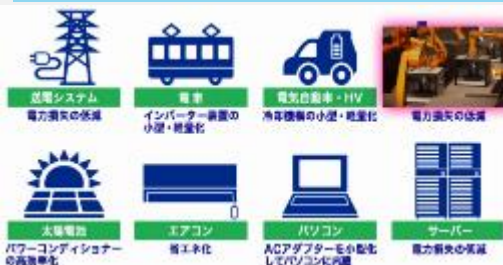 送電システム
電力損失の低減
電車
インバーター装置の
小型・軽量化
電気自動車・HV
冷却機構の小型・軽量化
電力損失の低減
太陽電池
パワーコンディショナー
の高効率化
エアコン
省エネ化
パソコン
ACアダプターを小型化
してパソコンに内蔵
サーバー
電力損失の低減